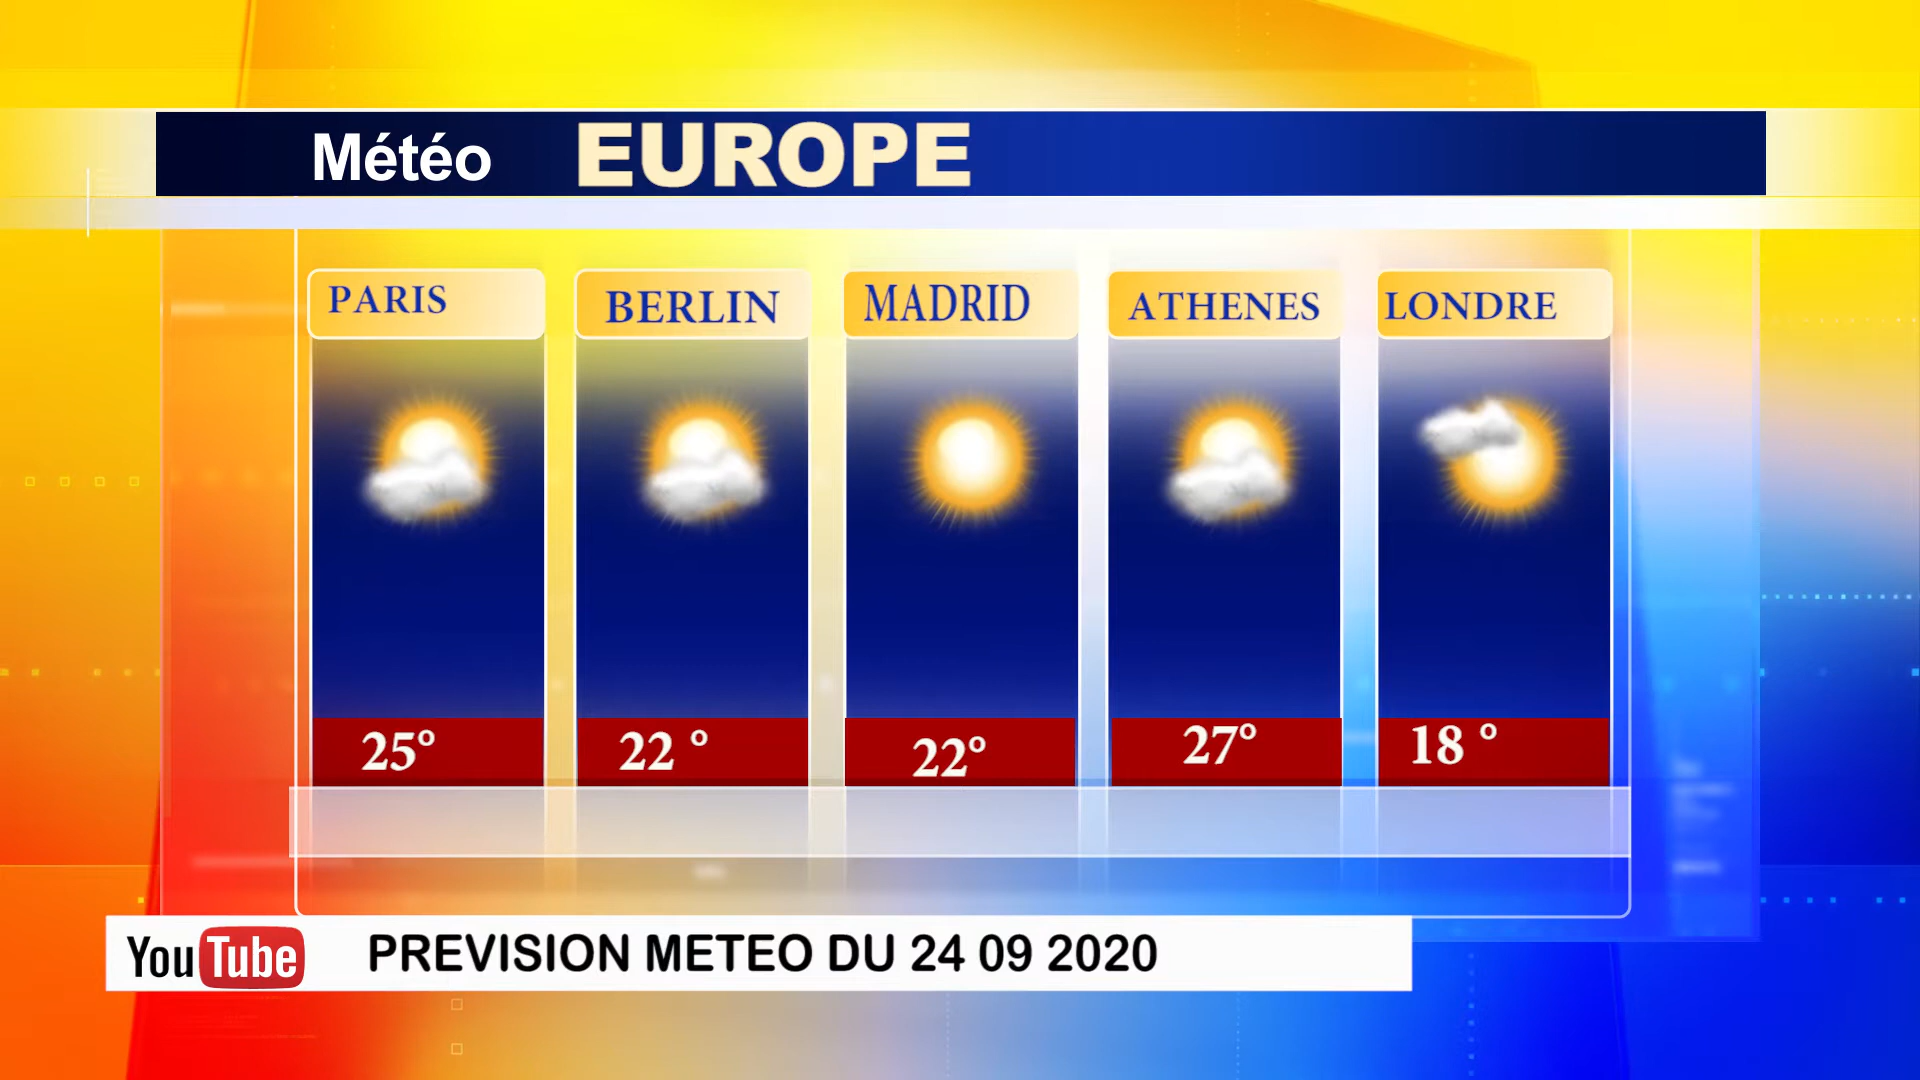 Météo EUROPE
PARIS BERLIN MADRID ATHENES LONDRE
25° 22 ° 22° 27° 18 °
YouTube PREVISION METEO DU 24 09 2020